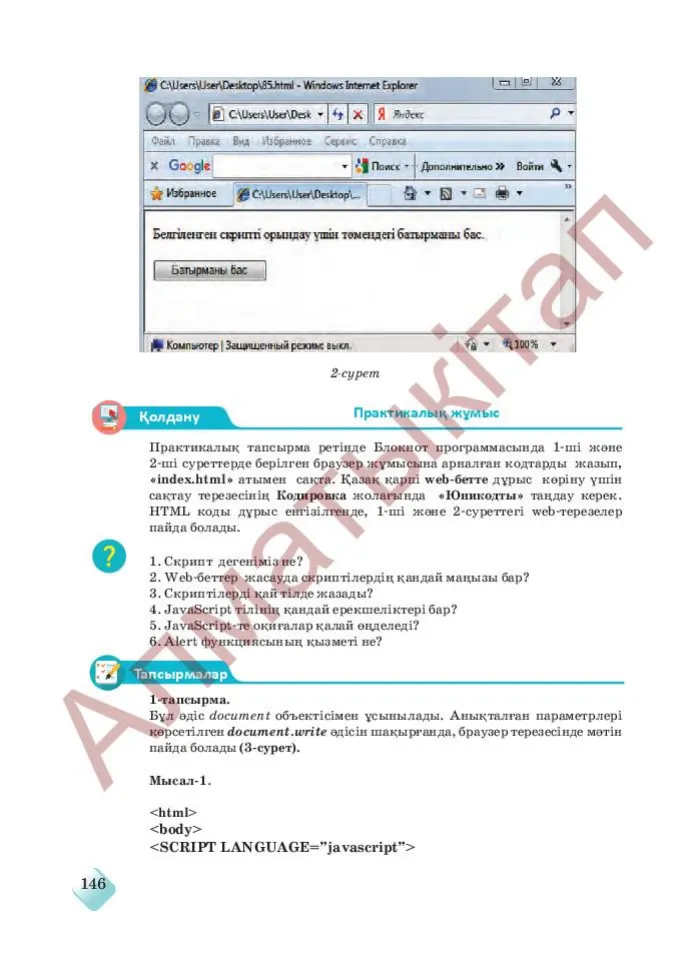 C:\Users\User\Desktop\85.html - Windows Internet Explorer
C:\Users\User\Desk Яндекс
Файл Правка Вид Избранное Сервис Справка
x Google Поиск Дополнительно » Войти
Избранное C:\Users\User\Desktop\...
Белгіленген скрипті орындау үшін төмендегі батырманы бас.
Батырманы бас
Компьютер | Защищенный режим: выкл. 100%
2-сурет
Қолдану Практикалық жұмыс
Практикалық тапсырма ретінде Блокнот программасында 1-ші және
2-ші суреттерде берілген браузер жұмысына арналған кодтарды жазып,
«index.html» атымен сақта. Қазақ қарпі web-бетте дұрыс көріну үшін
сақтау терезесінің Кодировка жолағында «Юникодты» таңдау керек.
HTML коды дұрыс енгізілгенде, 1-ші және 2-суреттегі web-терезелер
пайда болады.
?
1. Скрипт дегеніміз не?
2. Web-беттер жасауда скриптілердің қандай маңызы бар?
3. Скриптілерді қай тілде жазады?
4. JavaScript тілінің қандай ерекшеліктері бар?
5. JavaScript-те оқиғалар қалай өңделеді?
6. Alert функциясының қызметі не?
Тапсырмалар
1-тапсырма.
Бұл әдіс document объектісімен ұсынылады. Анықталған параметрлері
көрсетілген document.write әдісін шақырғанда, браузер терезесінде мәтін
пайда болады (3-сурет).
Мысал-1.
<html>
<body>
<SCRIPT LANGUAGE=”javascript”>
146
Алматыкітап